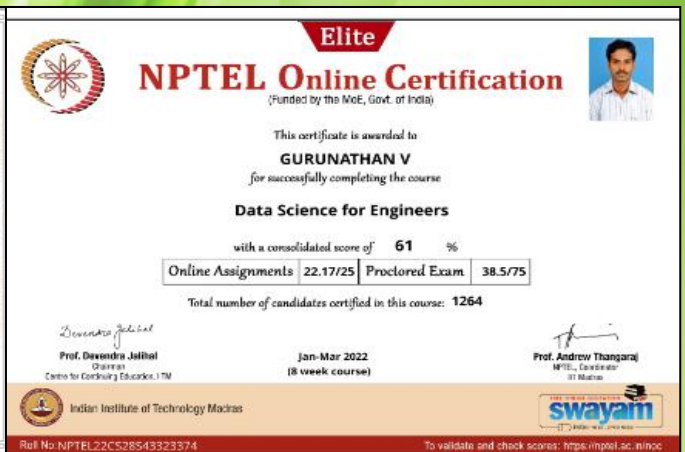 Elite
NPTEL Online Certification
(Funded by the MoE, Govt. of India)
This certificate is awarded to
GURUNATHAN V
for successfully completing the course
Data Science for Engineers
with a consolidated score of 61 %
Online Assignments 22.17/25 Proctored Exam 38.5/75
Total number of candidates certified in this course: 1264
Devendra Jalihal
Prof. Devendra Jalihal
Chairman
Centre for Continuing Education, IITM
Jan-Mar 2022
(8 week course)
Prof. Andrew Thangaraj
NPTEL, Coordinator
IIT Madras
Indian Institute of Technology Madras
swayam
Roll No: NPTEL22CS28S43323374
To validate and check scores: https://nptel.ac.in/noc